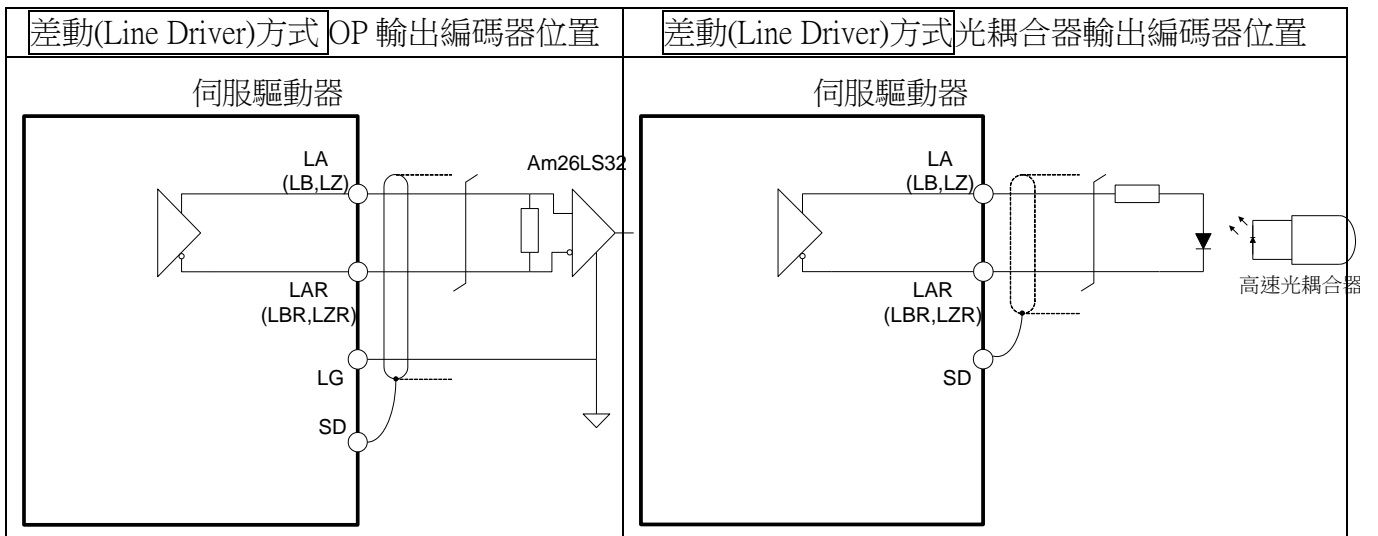 差動(Line Driver)方式 OP 輸出編碼器位置
伺服驅動器
LA
(LB,LZ)
Am26LS32
LAR
(LBR,LZR)
LG
SD
差動(Line Driver)方式光耦合器輸出編碼器位置
伺服驅動器
LA
(LB,LZ)
LAR
(LBR,LZR)
SD
高速光耦合器